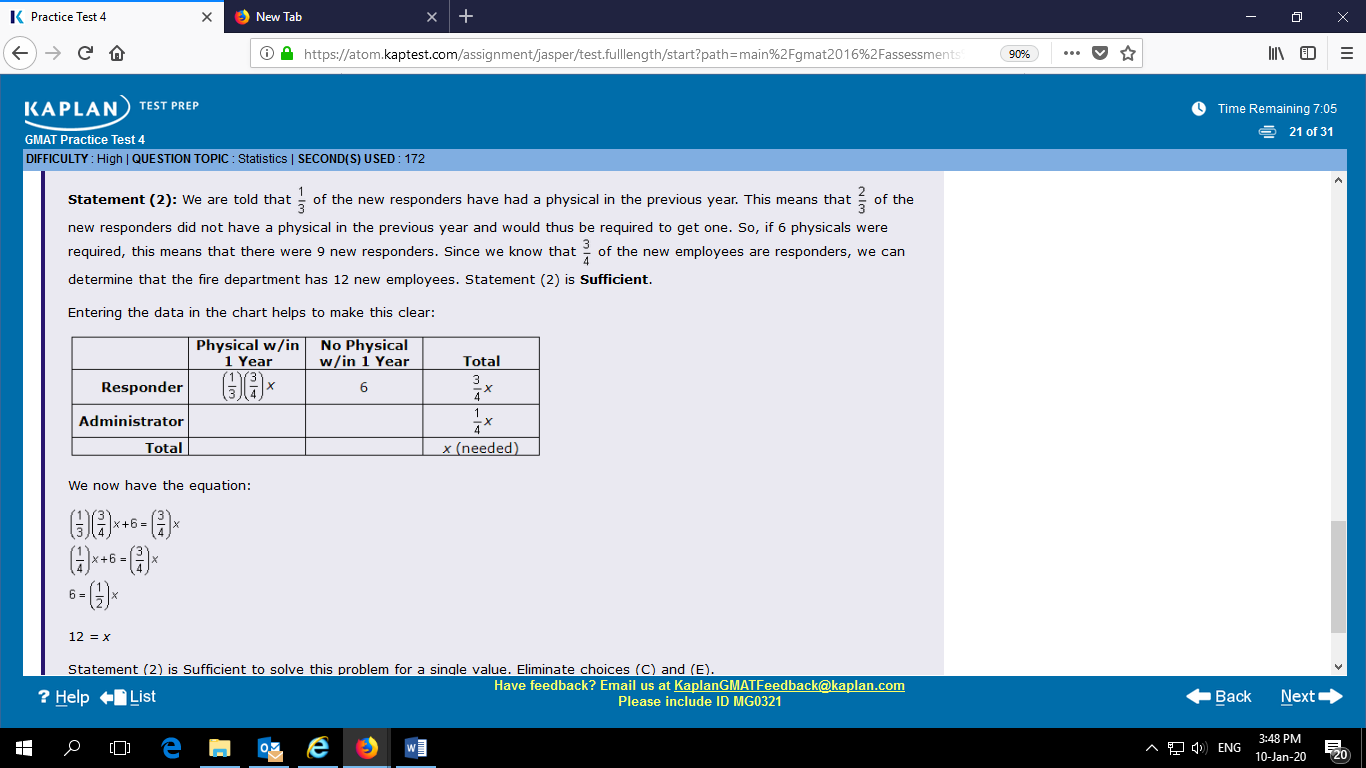 Practice Test 4
New Tab
https://atom.kaptest.com/assignment/jasper/test.fulllength/start?path=main%2Fgmat2016%2Fassessments
90%
KAPLAN TEST PREP
Time Remaining 7:05
GMAT Practice Test 4
21 of 31
DIFFICULTY : High | QUESTION TOPIC : Statistics | SECOND(S) USED : 172
Statement (2): We are told that 1/3 of the new responders have had a physical in the previous year. This means that 2/3 of the
new responders did not have a physical in the previous year and would thus be required to get one. So, if 6 physicals were
required, this means that there were 9 new responders. Since we know that 3/4 of the new employees are responders, we can
determine that the fire department has 12 new employees. Statement (2) is Sufficient.
Entering the data in the chart helps to make this clear:
Physical w/in 1 Year No Physical w/in 1 Year Total
Responder (1/3)(3/4)x 6 3/4 x
Administrator 1/4 x
Total x (needed)
We now have the equation:
(1/3)(3/4)x+6 = (3/4)x
(1/4)x+6 = (3/4)x
6 = (1/2)x
12 = x
Statement (2) is Sufficient to solve this problem for a single value. Eliminate choices (C) and (E).
? Help List
Have feedback? Email us at KaplanGMATFeedback@kaplan.com
Please include ID MG0321
Back Next
ENG
3:48 PM
10-Jan-20
20